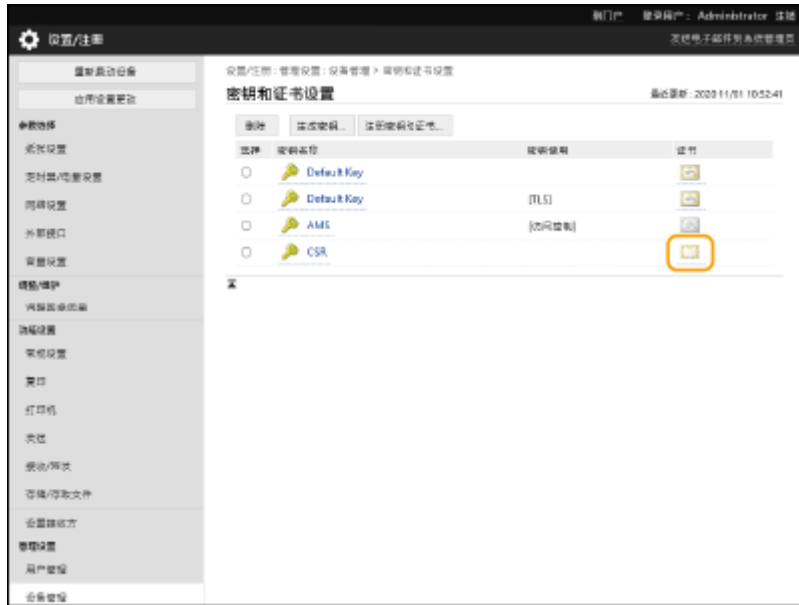 到门户 登录用户： Administrator 注销
设置/注册 发送电子邮件到系统管理员
重新启动设备
应用设置更改
设置/注册 : 管理设置 : 设备管理 > 密钥和证书设置
密钥和证书设置
最近更新 : 2020 11/01 10:52:41
删除 生成密钥... 注册密钥和证书...
选择 密钥名称 密钥使用 证书
Default Key
Default Key [TLS]
AMS [访问控制]
CSR
参数选择
纸张设置
定时器/电量设置
网络设置
外部接口
音量设置
调整/维护
调整图像质量
功能设置
常规设置
复印
打印机
发送
接收/转发
存储/存取文件
设置接收方
管理设置
用户管理
设备管理